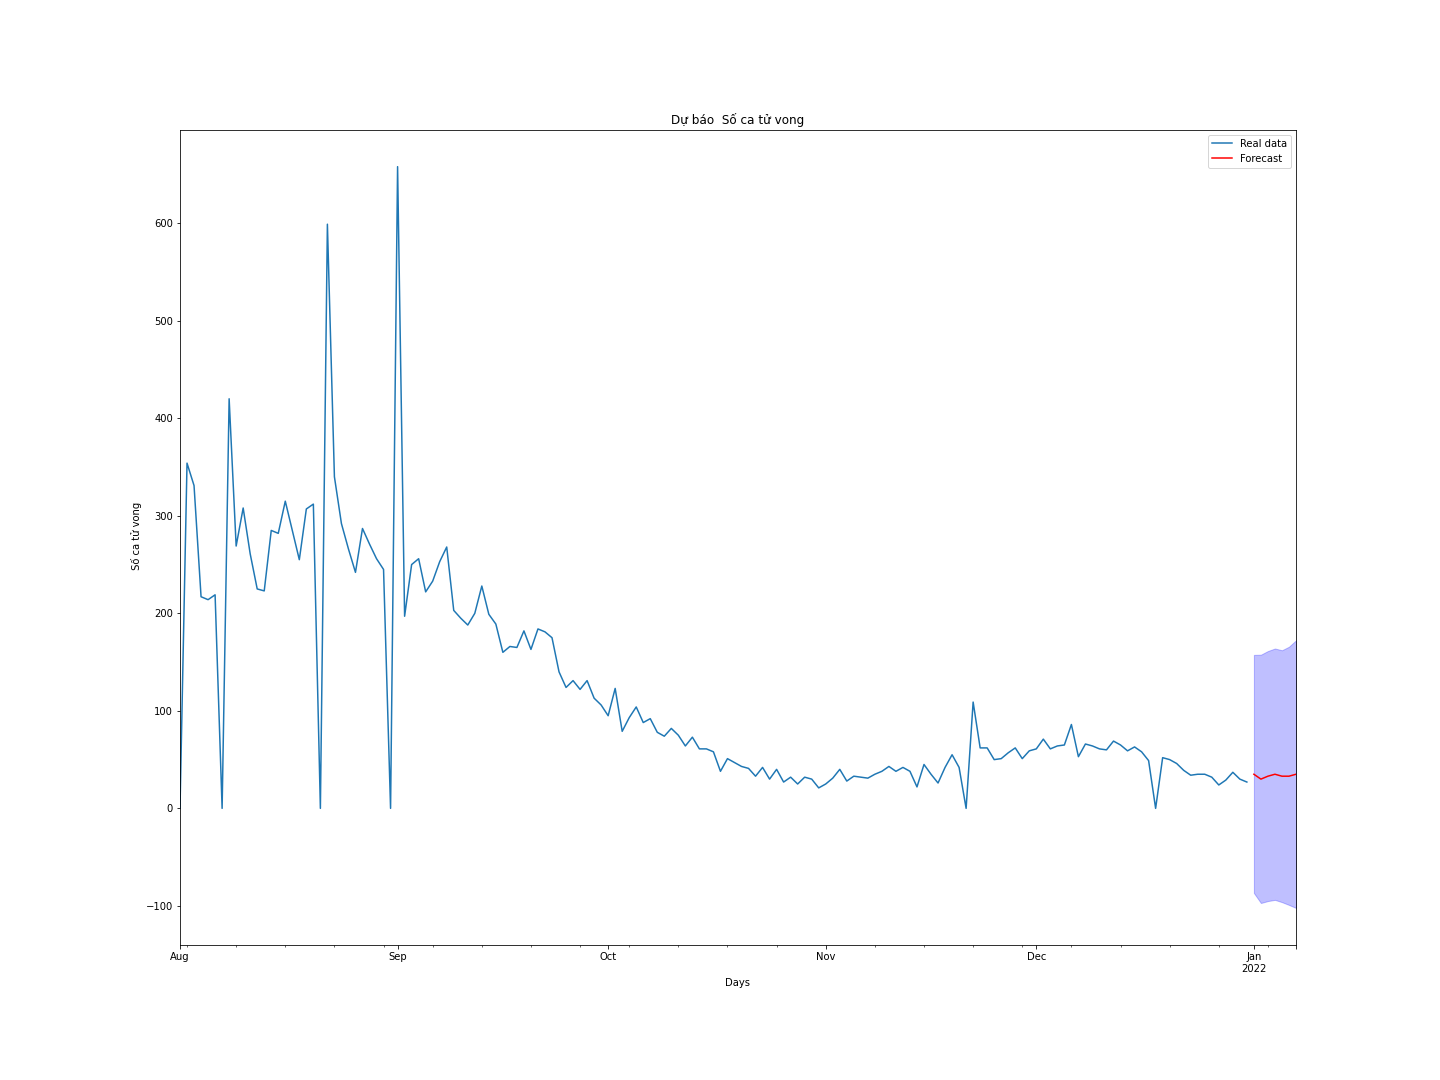 Dự báo  Số ca tử vong
Real data
Forecast
600
500
400
300
200
100
0
−100
Số ca tử vong
Aug
Sep
Oct
Nov
Dec
Jan
2022
Days